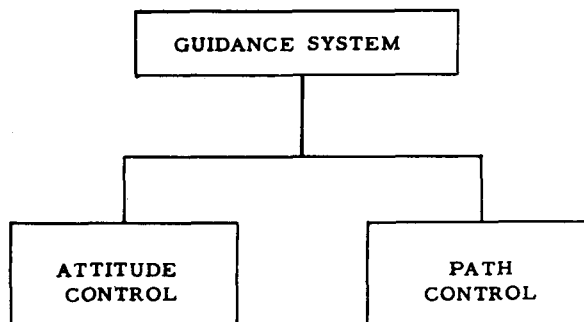 GUIDANCE SYSTEM
ATTITUDE
CONTROL
PATH
CONTROL